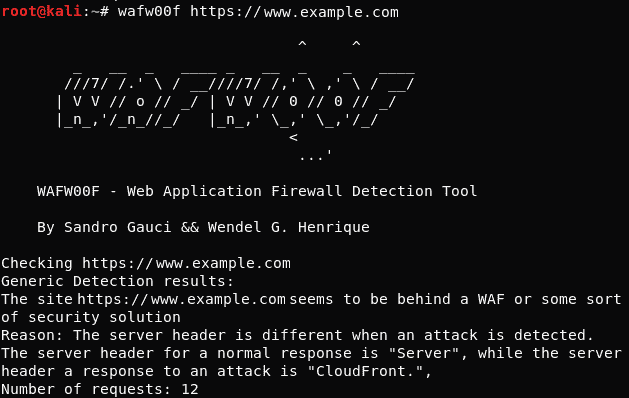 root@kali:~# wafw00f https://www.example.com
                                 ^     ^
        _   __  _   ____ _   __  _    _   ____
       ///7/ /.' \ / __////7/ /,' \ ,' \ / __/
      | V V // o // _/ | V V // 0 // 0 // _/
      |_n_,'/_n_//_/   |_n_,' \_,' \_,'/_/
                                <
                                 ...'
WAFW00F - Web Application Firewall Detection Tool
By Sandro Gauci && Wendel G. Henrique
Checking https://www.example.com
Generic Detection results:
The site https://www.example.com seems to be behind a WAF or some sort
of security solution
Reason: The server header is different when an attack is detected.
The server header for a normal response is "Server", while the server
header a response to an attack is "CloudFront.",
Number of requests: 12